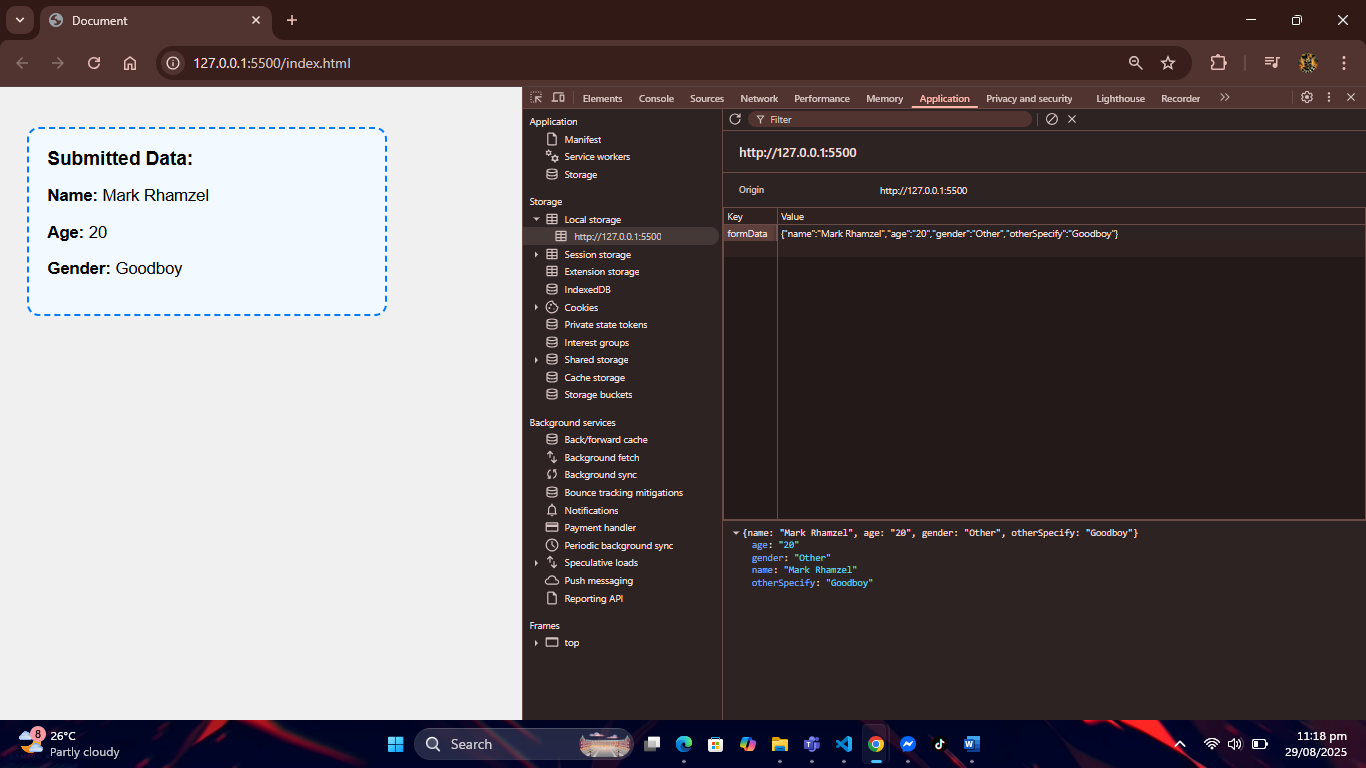 Document
127.0.0.1:5500/index.html
Submitted Data:
Name: Mark Rhamzel
Age: 20
Gender: Goodboy
Elements Console Sources Network Performance Memory Application Privacy and security Lighthouse Recorder
Application
Manifest
Service workers
Storage
Storage
Local storage
http://127.0.0.1:5500
Session storage
Extension storage
IndexedDB
Cookies
Private state tokens
Interest groups
Shared storage
Cache storage
Storage buckets
Background services
Back/forward cache
Background fetch
Background sync
Bounce tracking mitigations
Notifications
Payment handler
Periodic background sync
Speculative loads
Push messaging
Reporting API
Frames
top
Filter
http://127.0.0.1:5500
Origin http://127.0.0.1:5500
Key Value
formData {"name":"Mark Rhamzel","age":"20","gender":"Other","otherSpecify":"Goodboy"}
{name: "Mark Rhamzel", age: "20", gender: "Other", otherSpecify: "Goodboy"}
age: "20"
gender: "Other"
name: "Mark Rhamzel"
otherSpecify: "Goodboy"
8
26°C
Partly cloudy
Search
11:18 pm
29/08/2025